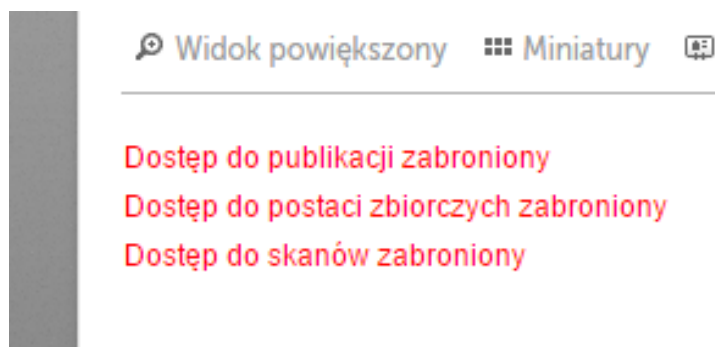 Widok powiększony Miniatury
Dostęp do publikacji zabroniony
Dostęp do postaci zbiorczych zabroniony
Dostęp do skanów zabroniony